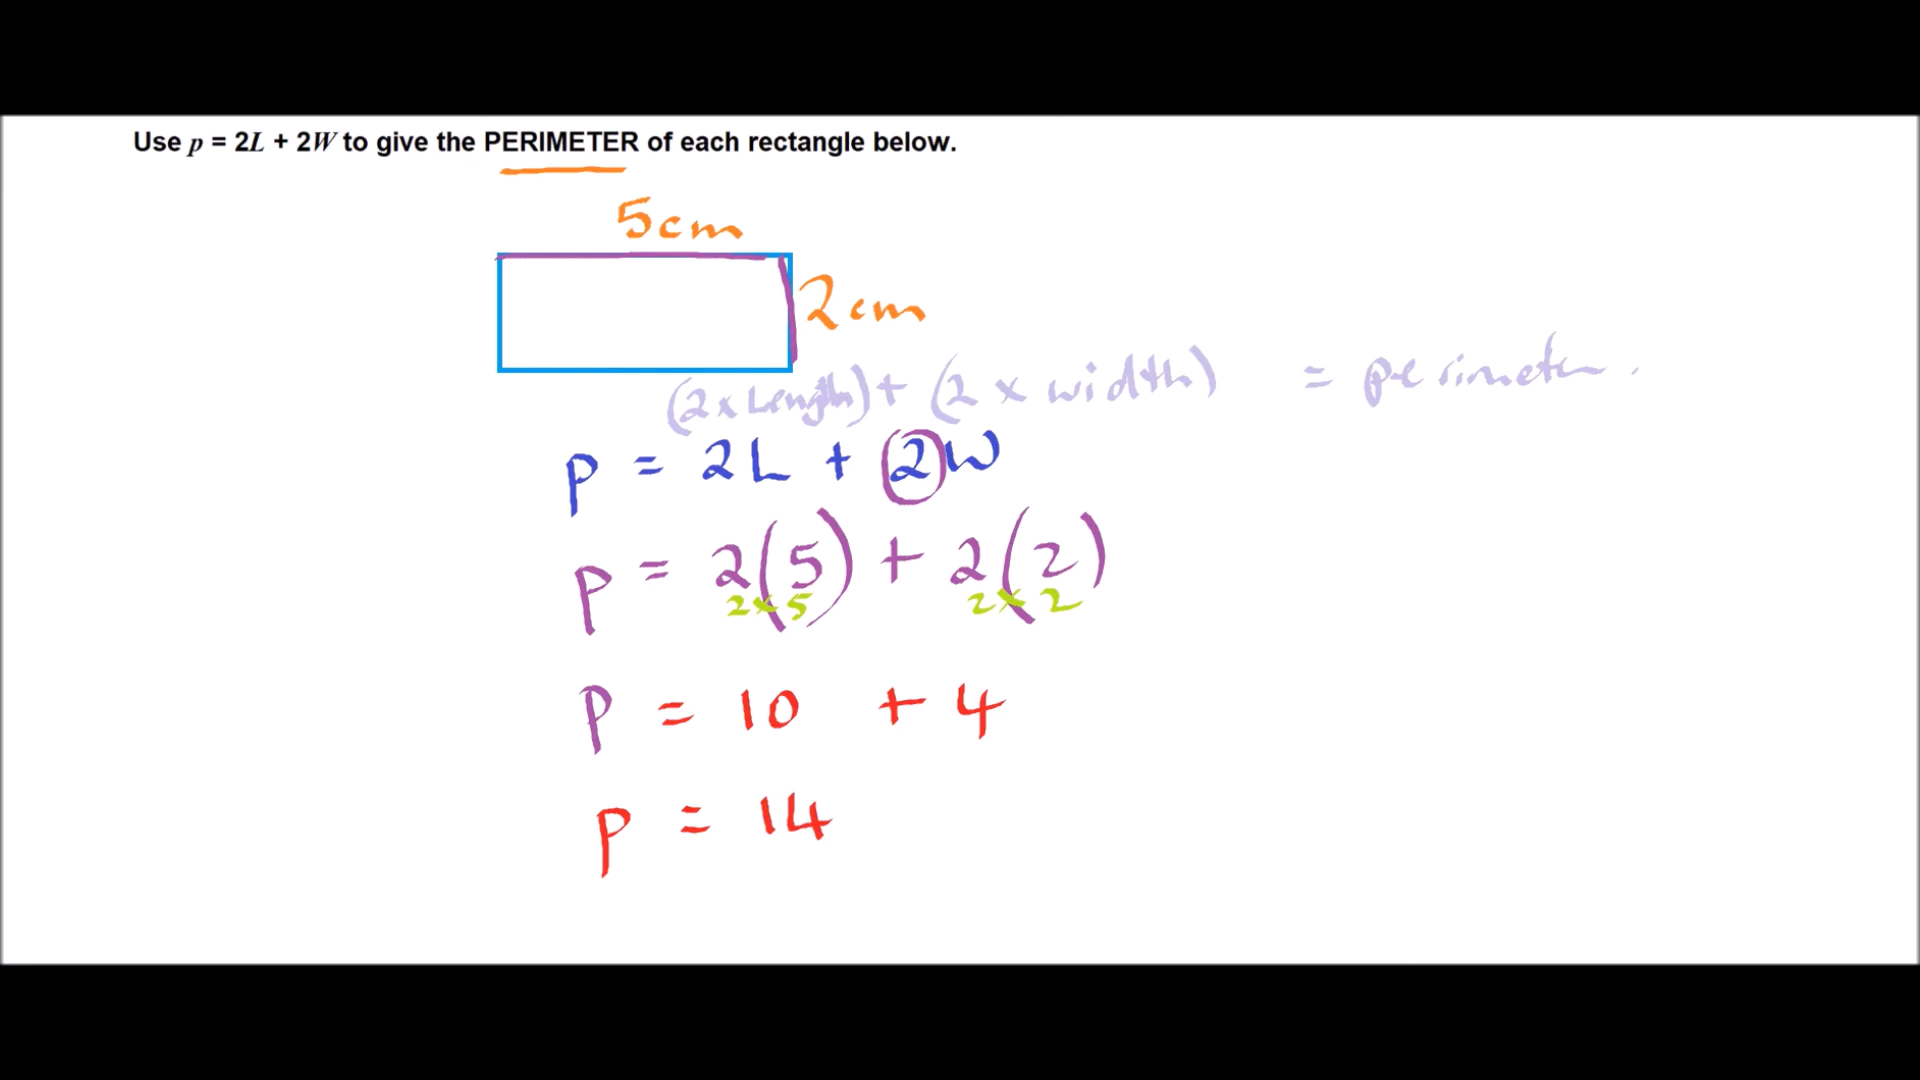 Use p = 2L + 2W to give the PERIMETER of each rectangle below.
5cm
2cm
(2 x Length) + (2 x width) = perimeter.
p = 2L + 2W
p = 2(5) + 2(2)
2x5 2x2
p = 10 + 4
p = 14